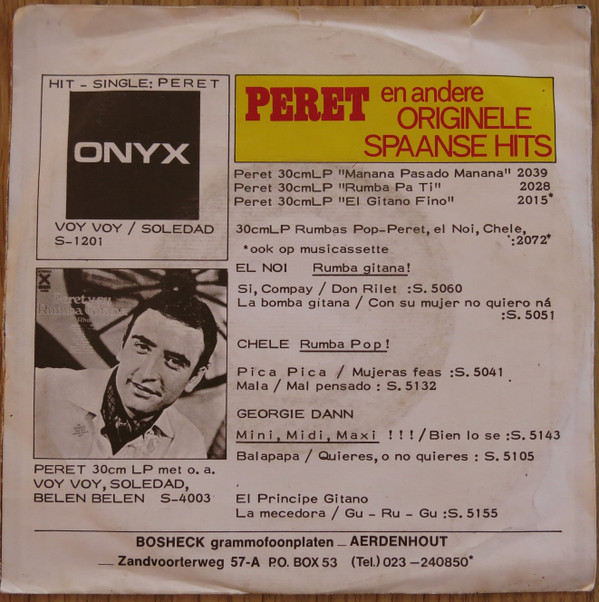 HIT - SINGLE: PERET
ONYX
VOY VOY / SOLEDAD
S-1201
PERET en andere
ORIGINELE
SPAANSE HITS
Peret 30cmLP "Manana Pasado Manana" 2039
Peret 30cmLP "Rumba Pa Ti" 2028
Peret 30cmLP "El Gitano Fino" 2015*
30cmLP Rumbas Pop-Peret, el Noi, Chele,
:2072*
*ook op musicassette
EL NOI Rumba gitana!
Si, Compay / Don Rilet :S. 5060
La bomba gitana / Con su mujer no quiero ná
:S. 5051
CHELE Rumba Pop!
Pica Pica / Mujeras feas :S. 5041
Mala / Mal pensado : S. 5132
GEORGIE DANN
Mini, Midi, Maxi !!!/Bien lo se :S. 5143
Balapapa / Quieres, o no quieres : S. 5105
El Principe Gitano
La mecedora / Gu - Ru - Gu :S. 5155
Peret y su
Rumba Gitana
PERET 30cm LP met o. a.
VOY VOY, SOLEDAD,
BELEN BELEN S-4003
BOSHECK grammofoonplaten _ AERDENHOUT
_ Zandvoorterweg 57-A P.O. BOX 53 (Tel.) 023 -240850*